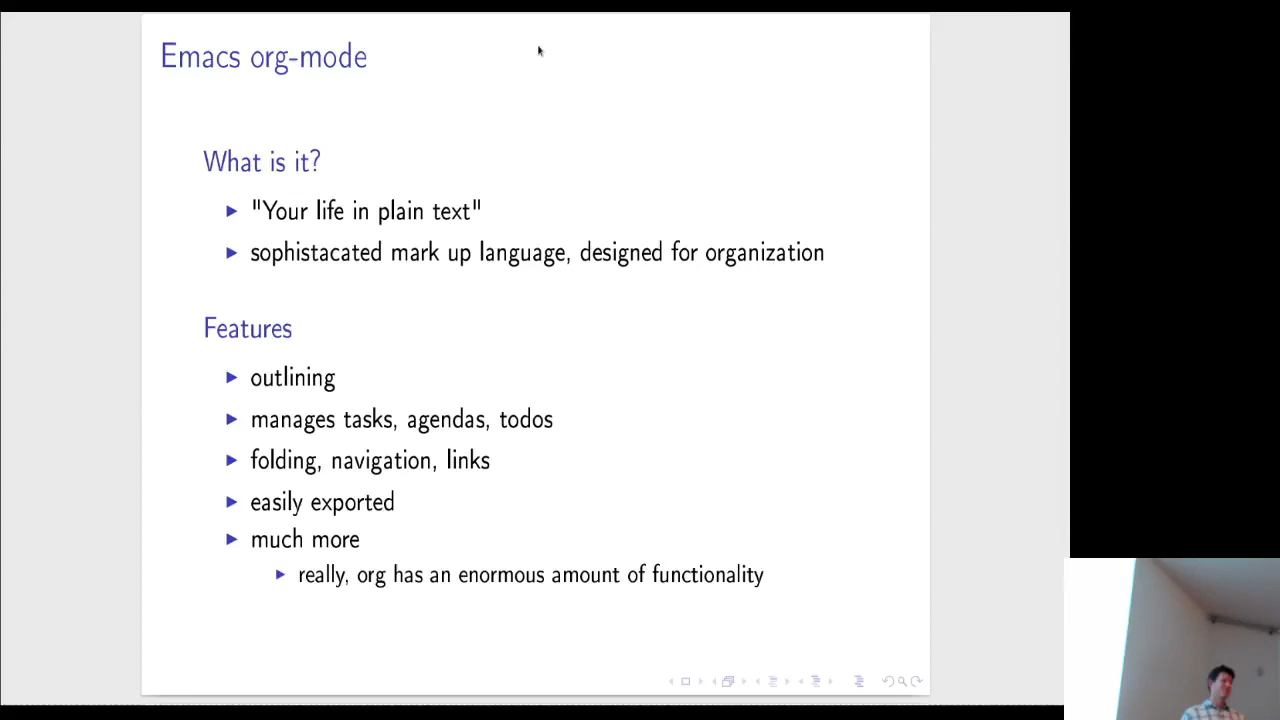 Emacs org-mode
What is it?
"Your life in plain text"
sophistacated mark up language, designed for organization
Features
outlining
manages tasks, agendas, todos
folding, navigation, links
easily exported
much more
really, org has an enormous amount of functionality